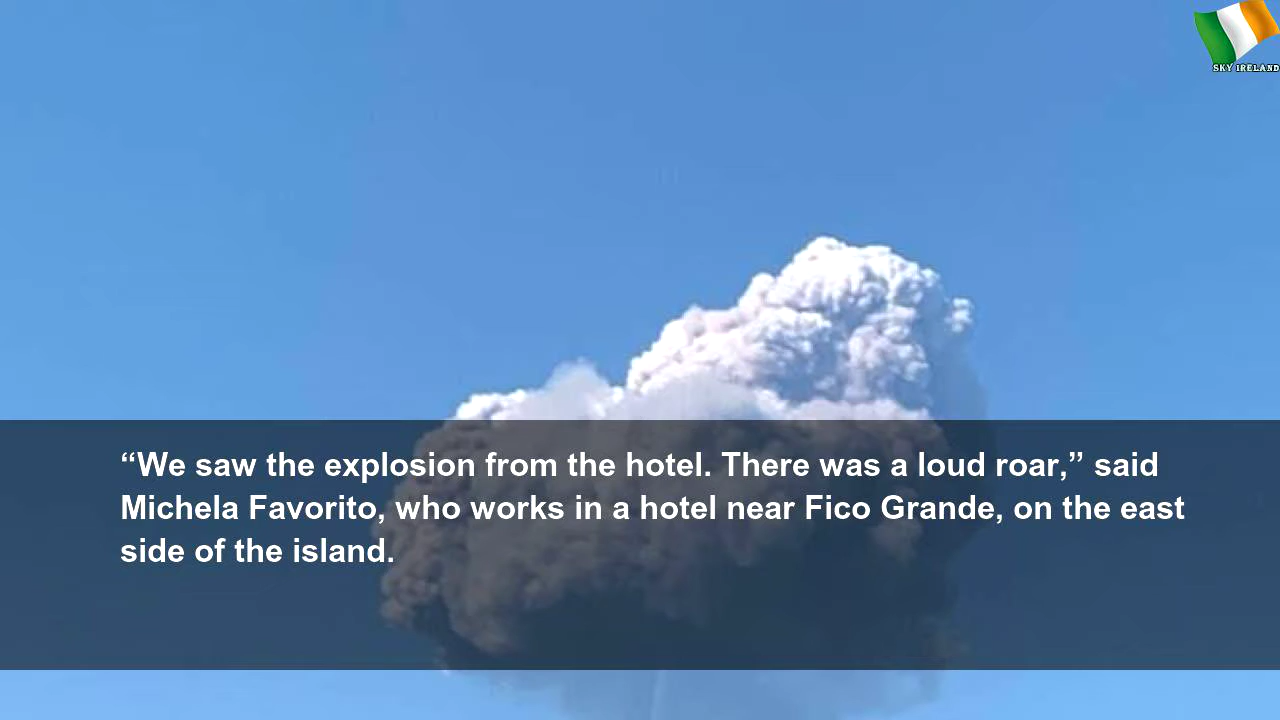 SKY IRELAND
“We saw the explosion from the hotel. There was a loud roar,” said
Michela Favorito, who works in a hotel near Fico Grande, on the east
side of the island.